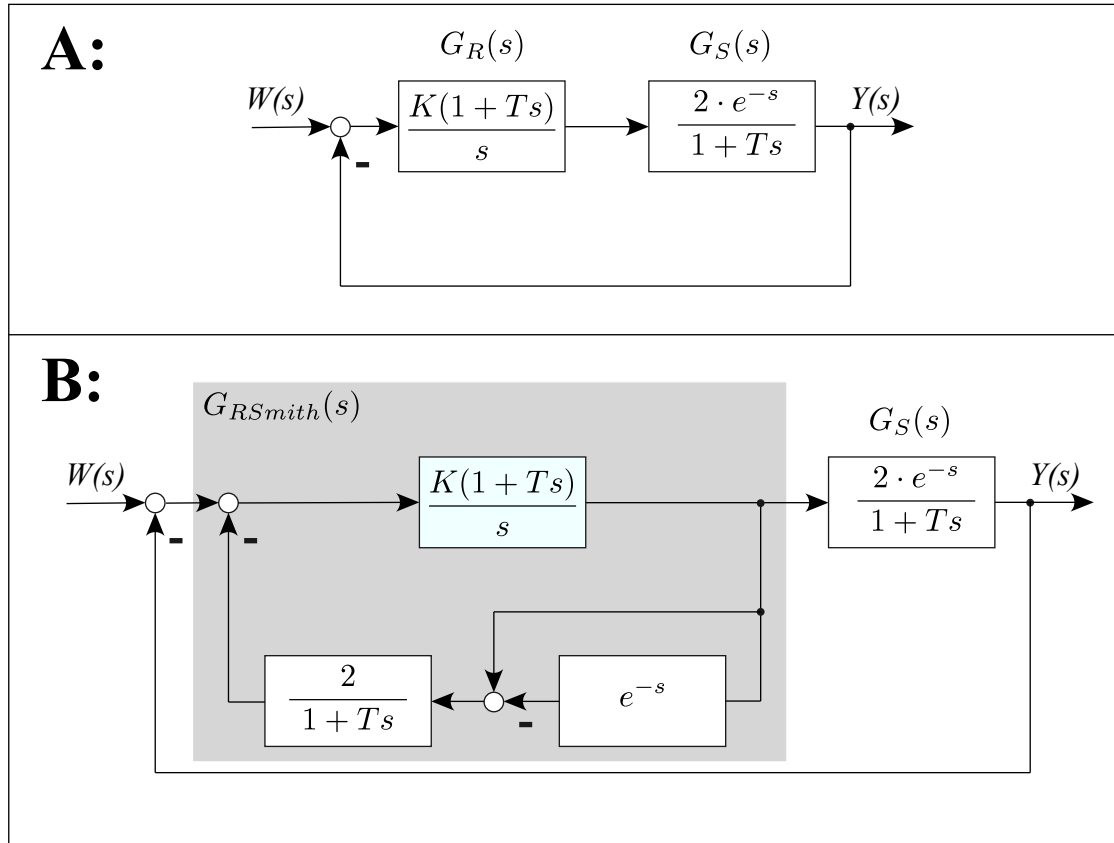 A:
G_R(s) G_S(s)
W(s) K(1 + Ts) / s 2 · e^{-s} / 1 + Ts Y(s)
-
B:
G_{RSmith}(s)
G_S(s)
W(s) K(1 + Ts) / s 2 · e^{-s} / 1 + Ts Y(s)
- -
2 / 1 + Ts e^{-s}
-